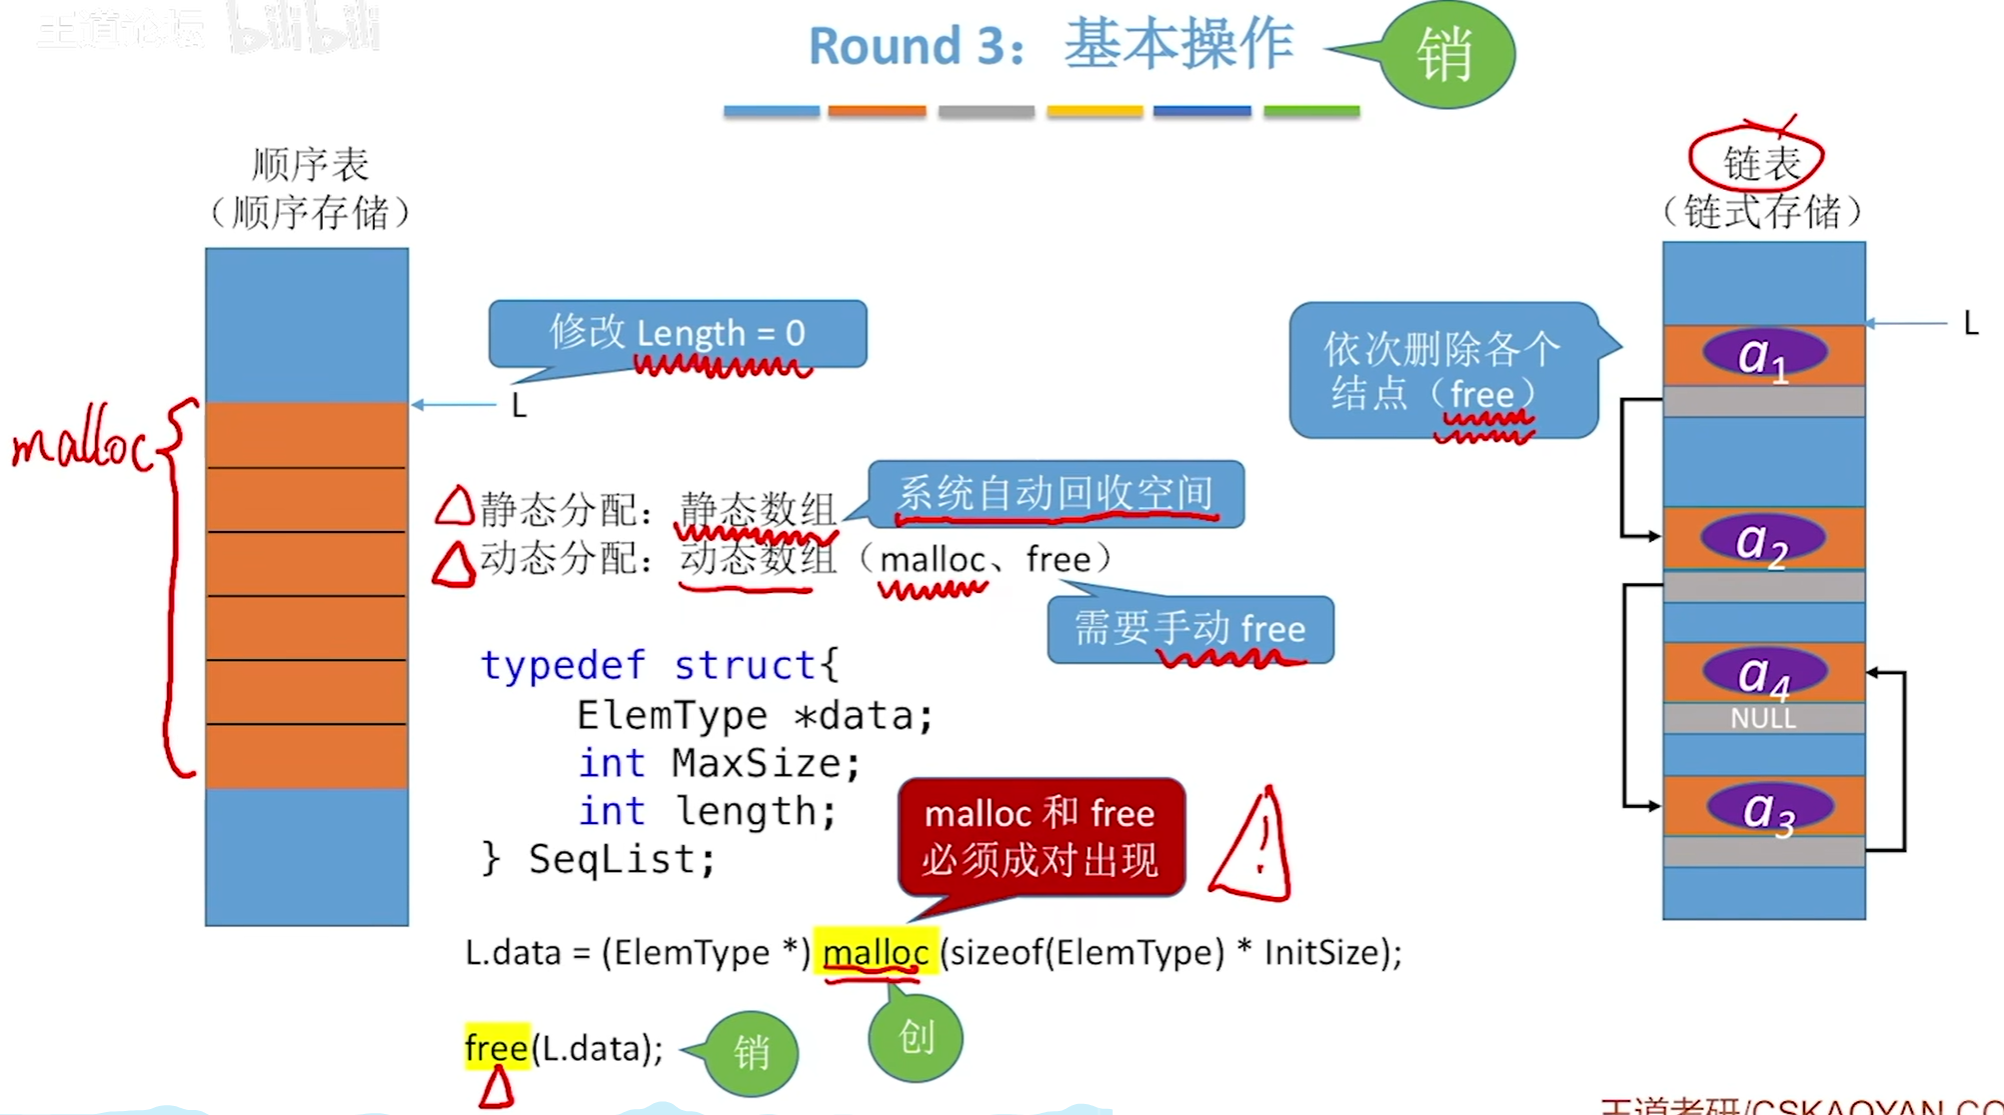 王道论坛 bilibili
Round 3：基本操作
销
顺序表
（顺序存储）
malloc
修改 Length = 0
L
静态分配：静态数组
系统自动回收空间
动态分配：动态数组（malloc、free）
需要手动 free
typedef struct{
ElemType *data;
int MaxSize;
int length;
} SeqList;
malloc 和 free
必须成对出现
!
L.data = (ElemType *) malloc (sizeof(ElemType) * InitSize);
创
free(L.data);
销
链表
（链式存储）
依次删除各个
结点（free）
L
a1
a2
a4
NULL
a3
王道考研/CSKAOYAN.CO